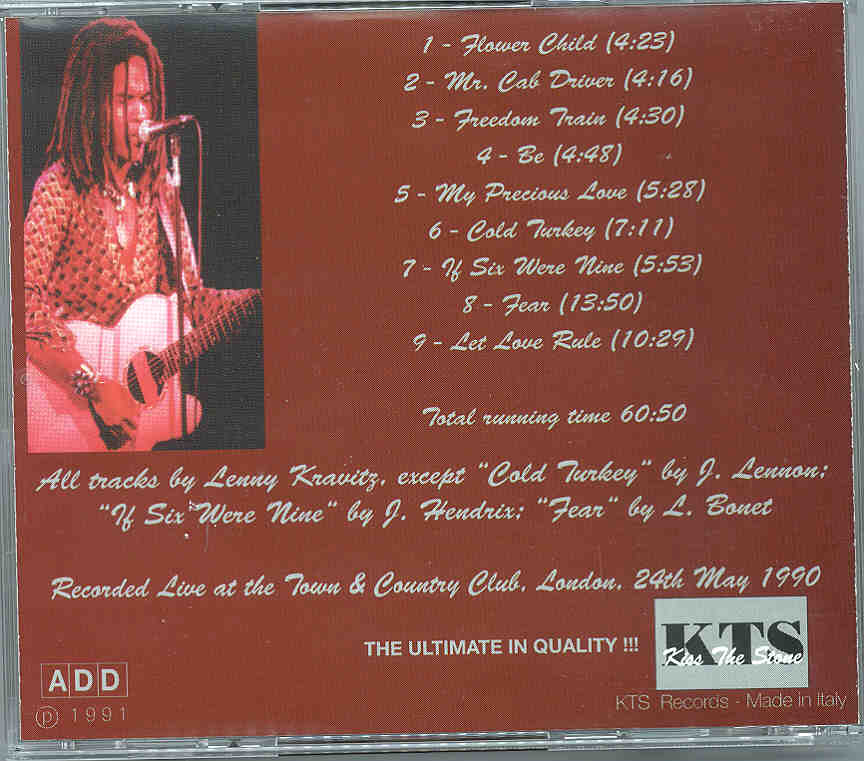 1 - Flower Child (4:23)
2 - Mr. Cab Driver (4:16)
3 - Freedom Train (4:30)
4 - Be (4:48)
5 - My Precious Love (5:28)
6 - Cold Turkey (7:11)
7 - If Six Were Nine (5:53)
8 - Fear (13:50)
9 - Let Love Rule (10:29)
Total running time 60:50
All tracks by Lenny Kravitz, except "Cold Turkey" by J. Lennon;
"If Six Were Nine" by J. Hendrix; "Fear" by L. Bonet
Recorded Live at the Town & Country Club, London, 24th May 1990
THE ULTIMATE IN QUALITY !!!
KTS
Kiss The Stone
ADD
℗ 1991
KTS Records - Made in Italy